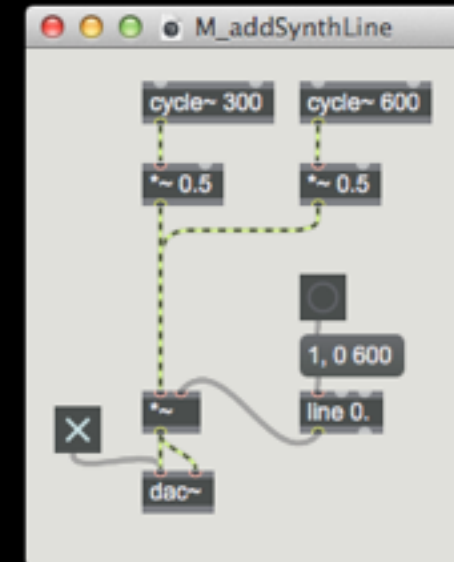 M_addSynthLine
cycle~ 300
cycle~ 600
*~ 0.5
*~ 0.5
1, 0 600
*~
line 0.
dac~